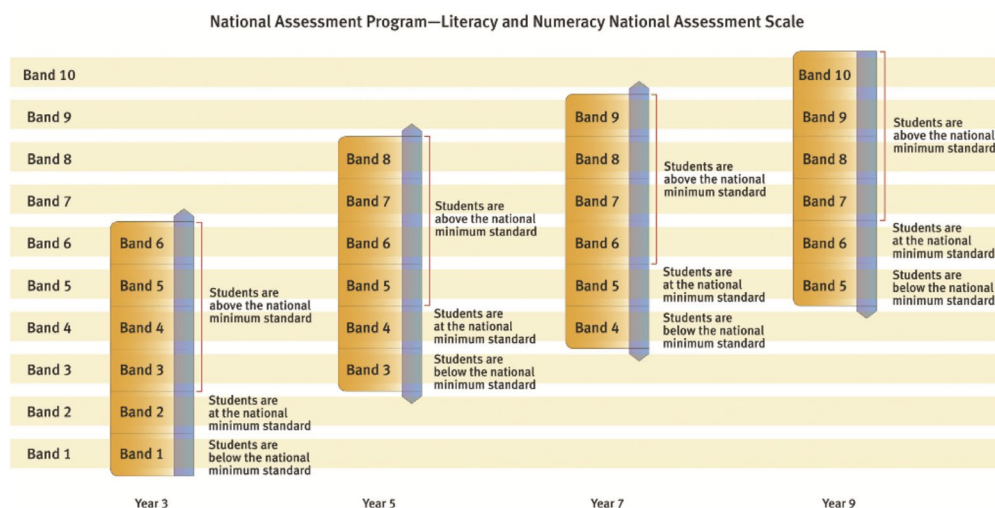 National Assessment Program—Literacy and Numeracy National Assessment Scale
Band 10
Band 9
Band 8
Band 7
Band 6
Band 5
Band 4
Band 3
Band 2
Band 1
Band 6
Band 5
Band 4
Band 3
Band 2
Band 1
Students are
above the national
minimum standard
Students are
at the national
minimum standard
Students are
below the national
minimum standard
Band 8
Band 7
Band 6
Band 5
Band 4
Band 3
Students are
above the national
minimum standard
Students are
at the national
minimum standard
Students are
below the national
minimum standard
Band 9
Band 8
Band 7
Band 6
Band 5
Band 4
Students are
above the national
minimum standard
Students are
at the national
minimum standard
Students are
below the national
minimum standard
Band 10
Band 9
Band 8
Band 7
Band 6
Band 5
Students are
above the national
minimum standard
Students are
at the national
minimum standard
Students are
below the national
minimum standard
Year 3
Year 5
Year 7
Year 9